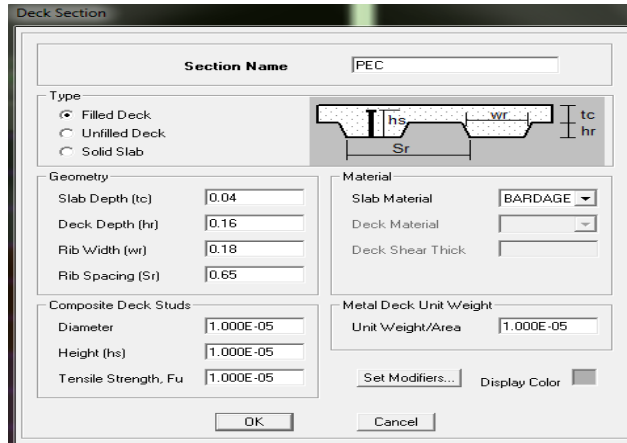 Deck Section
Section Name PEC
Type
Filled Deck
Unfilled Deck
Solid Slab
hs wr tc
hr
Sr
Geometry
Slab Depth (tc) 0.04
Deck Depth (hr) 0.16
Rib Width (wr) 0.18
Rib Spacing (Sr) 0.65
Material
Slab Material BARDAGE
Deck Material
Deck Shear Thick
Composite Deck Studs
Diameter 1.000E-05
Height (hs) 1.000E-05
Tensile Strength, Fu 1.000E-05
Metal Deck Unit Weight
Unit Weight/Area 1.000E-05
Set Modifiers... Display Color
OK Cancel